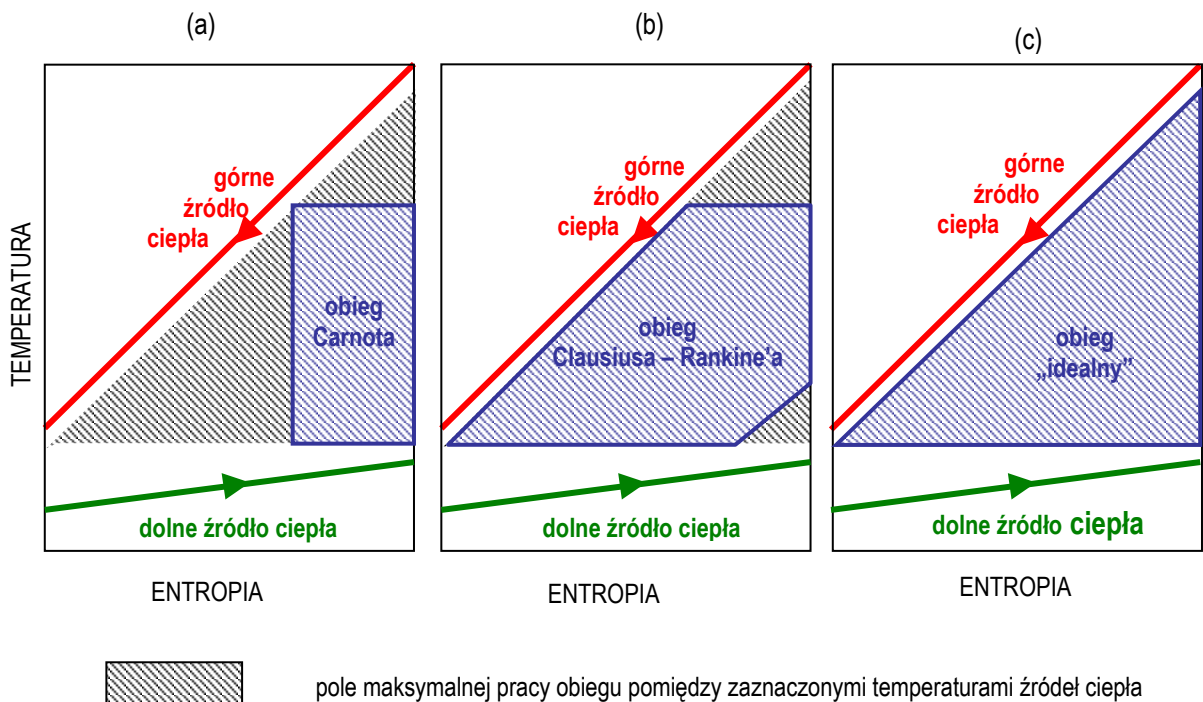 (a)
(b)
(c)
TEMPERATURA
górne
źródło
ciepła
obieg
Carnota
dolne źródło ciepła
ENTROPIA
górne
źródło
ciepła
obieg
Clausiusa – Rankine’a
dolne źródło ciepła
ENTROPIA
górne
źródło
ciepła
obieg
„idealny”
dolne źródło ciepła
ENTROPIA
pole maksymalnej pracy obiegu pomiędzy zaznaczonymi temperaturami źródeł ciepła